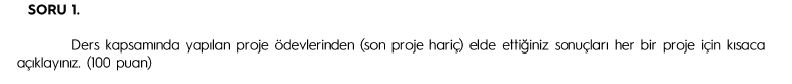 SORU 1.
Ders kapsamında yapılan proje ödevlerinden (son proje hariç) elde ettiğiniz sonuçları her bir proje için kısaca
açıklayınız. (100 puan)